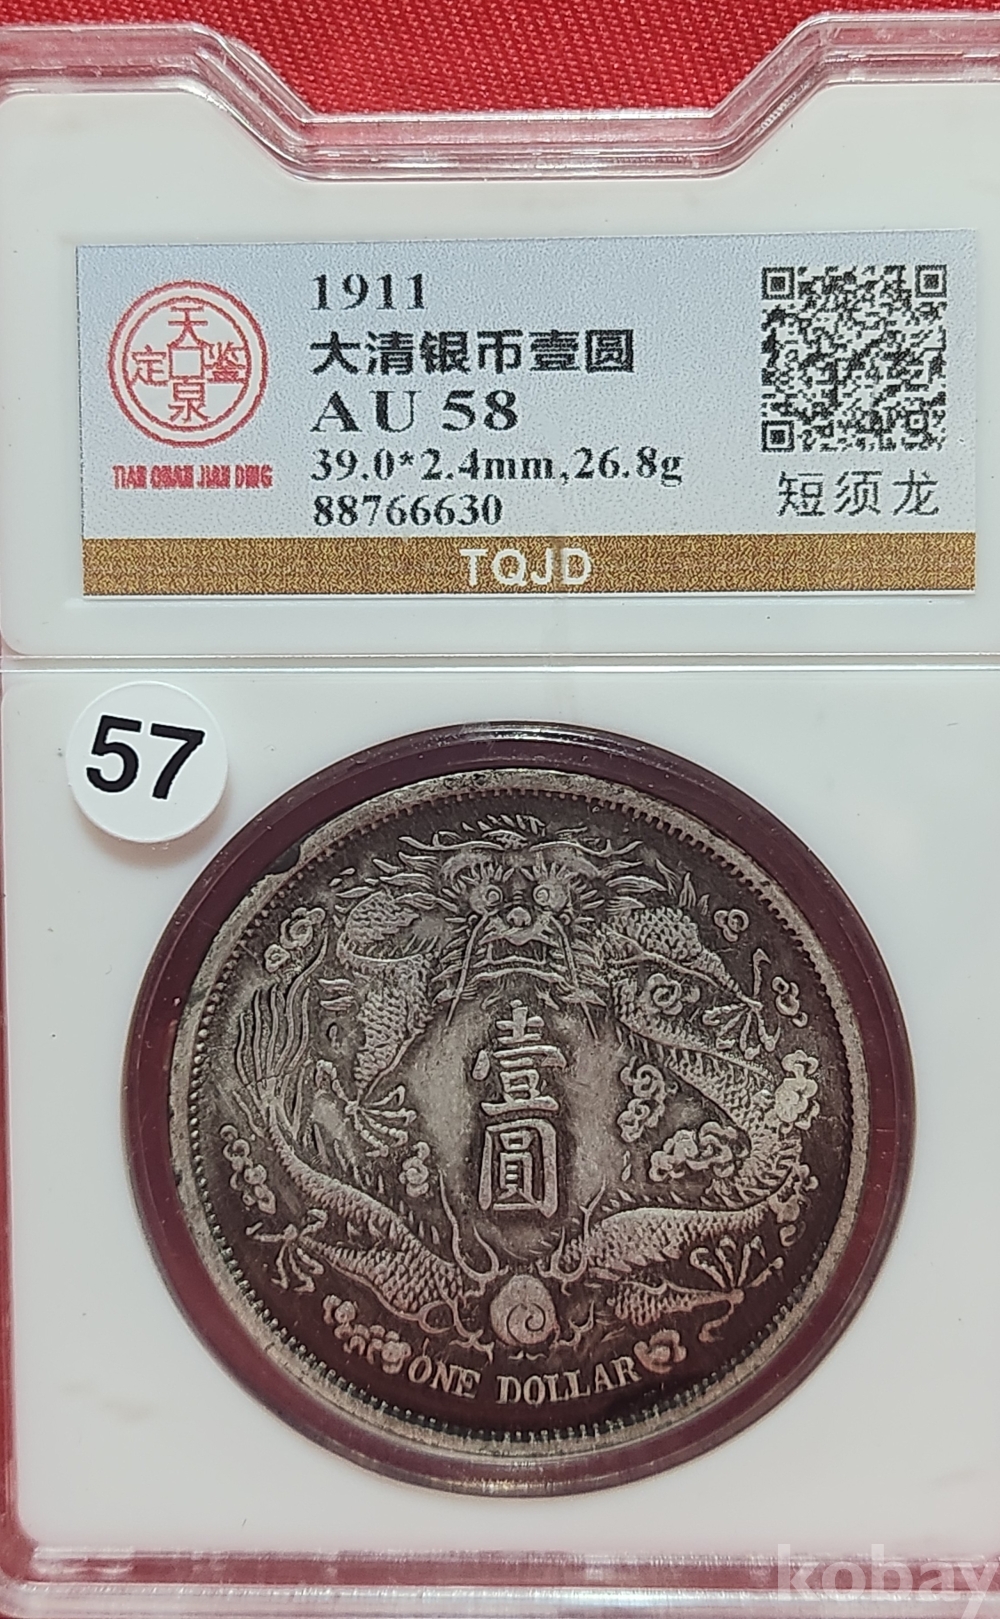 天泉鉴定
TIAN QUAN JIAN DING
1911
大清银币壹圆
AU 58
39.0*2.4mm,26.8g
88766630
短须龙
TQJD
57
壹圓
ONE DOLLAR
kobay